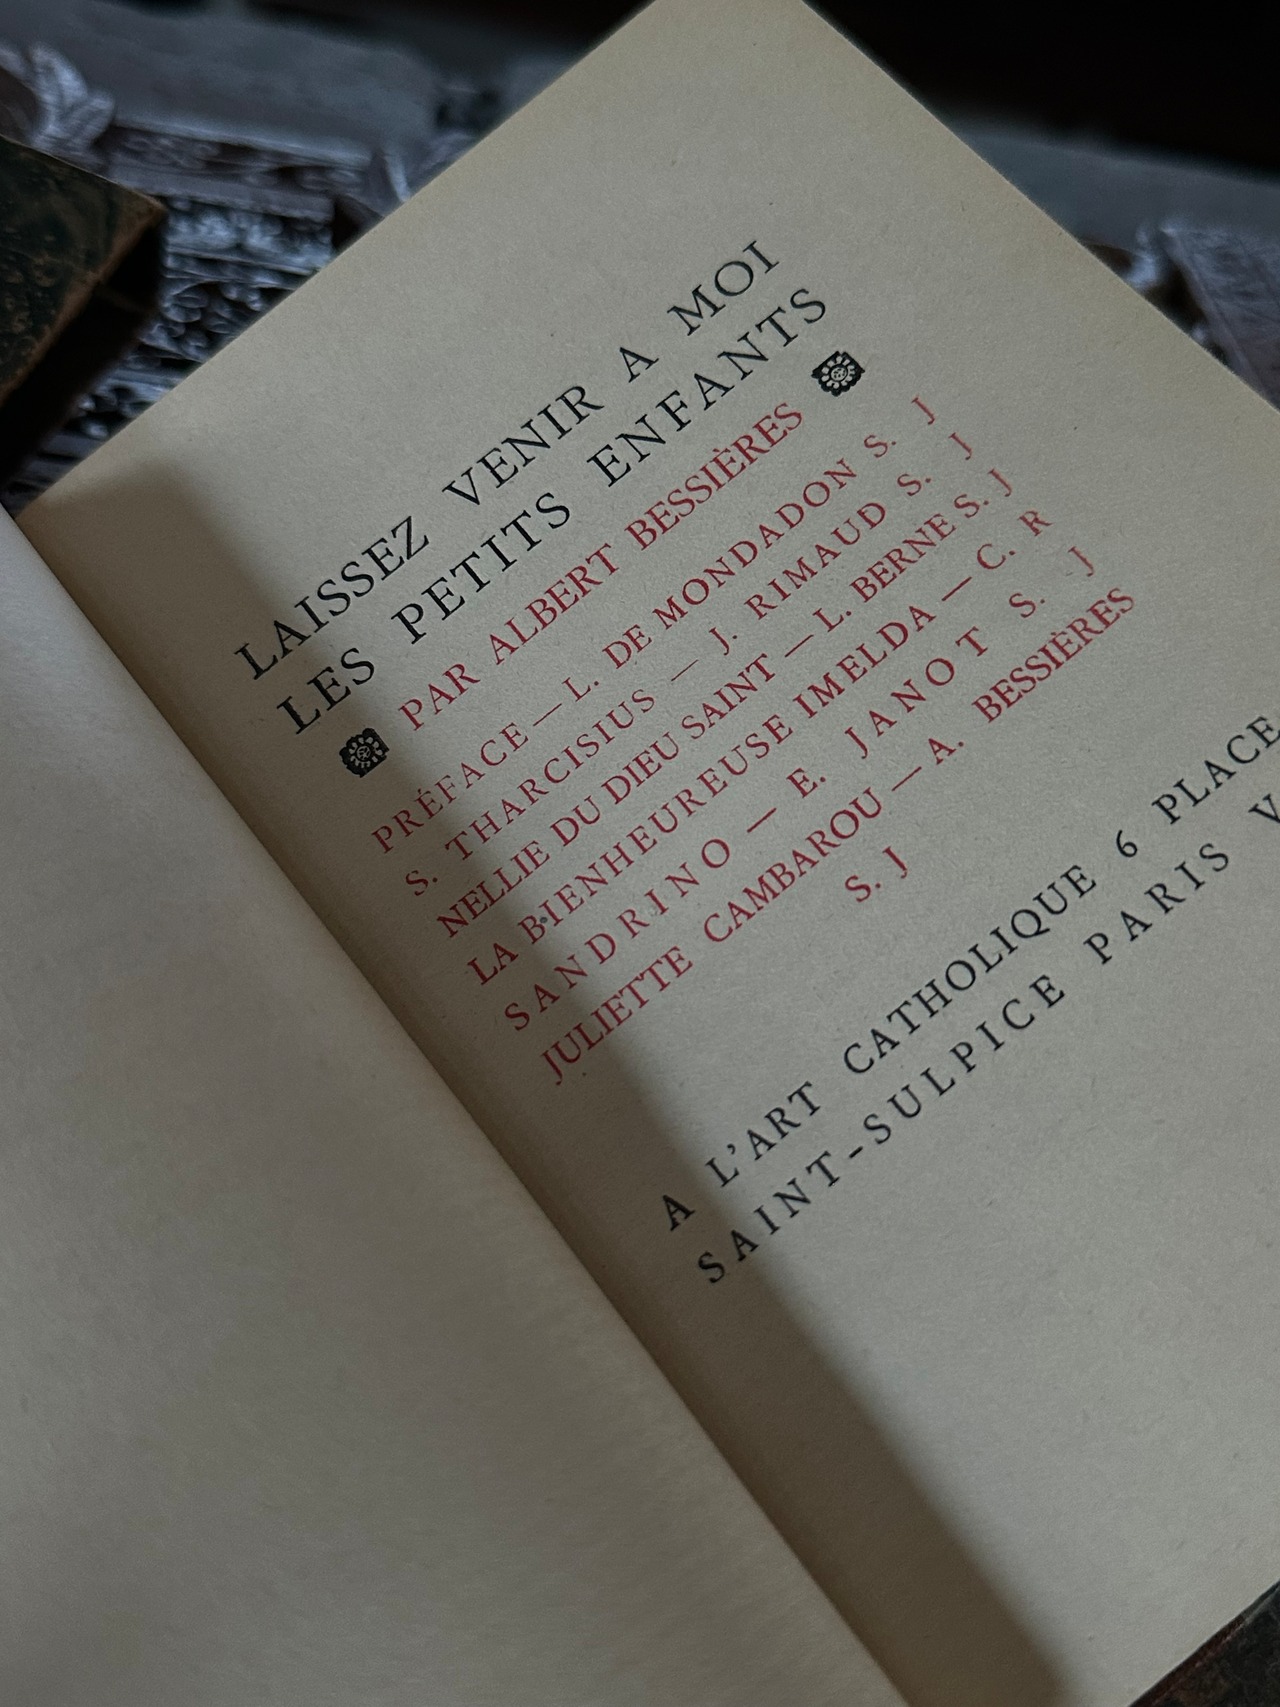 LAISSEZ VENIR A MOI
LES PETITS ENFANTS
PAR ALBERT BESSIÈRES
PRÉFACE — L. DE MONDADON S. J
S. THARCISIUS — J. RIMAUD S. J
NELLIE DU DIEU SAINT — L. BERNE S. J
LA BIENHEUREUSE IMELDA — C. R
SANDRINO — E. JANOT S. J
JULIETTE CAMBAROU — A. BESSIÈRES
S. J
A L'ART CATHOLIQUE 6 PLACE
SAINT-SULPICE PARIS V